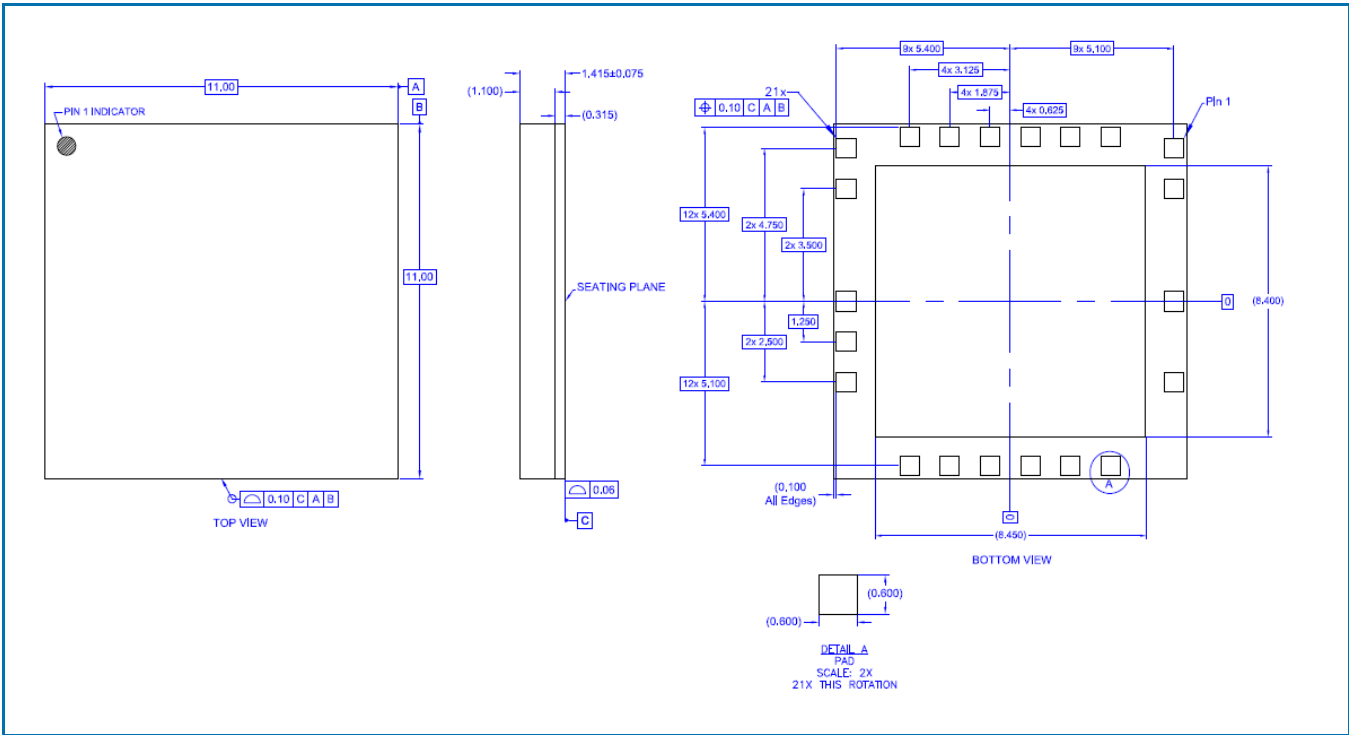 11.00
A
B
PIN 1 INDICATOR
11.00
0.10 C A B
TOP VIEW
1.415±0.075
(1.100)
(0.315)
SEATING PLANE
0.06
C
9x 5.400
9x 5.100
4x 3.125
4x 1.875
4x 0.625
21x
⌖ 0.10 C A B
Pin 1
12x 5.400
2x 4.750
2x 3.500
0
(8.400)
1.250
2x 2.500
12x 5.100
(0.100
All Edges)
A
0
(8.450)
BOTTOM VIEW
(0.600)
(0.600)
DETAIL A
PAD
SCALE: 2X
21X THIS ROTATION